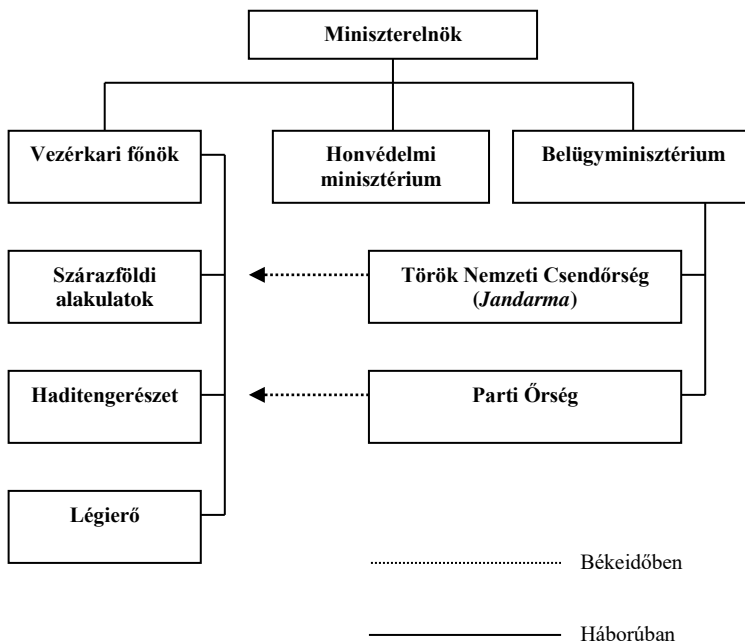 Miniszterelnök
Vezérkari főnök
Honvédelmi
minisztérium
Belügyminisztérium
Szárazföldi
alakulatok
Török Nemzeti Csendőrség
(Jandarma)
Haditengerészet
Parti Őrség
Légierő
Békeidőben
Háborúban